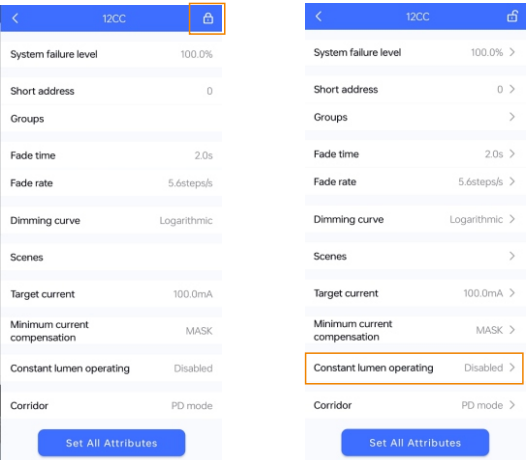 12CC
System failure level 100.0%
Short address 0
Groups
Fade time 2.0s
Fade rate 5.6steps/s
Dimming curve Logarithmic
Scenes
Target current 100.0mA
Minimum current
compensation MASK
Constant lumen operating Disabled
Corridor PD mode
Set All Attributes
12CC
System failure level 100.0%
Short address 0
Groups
Fade time 2.0s
Fade rate 5.6steps/s
Dimming curve Logarithmic
Scenes
Target current 100.0mA
Minimum current
compensation MASK
Constant lumen operating Disabled
Corridor PD mode
Set All Attributes